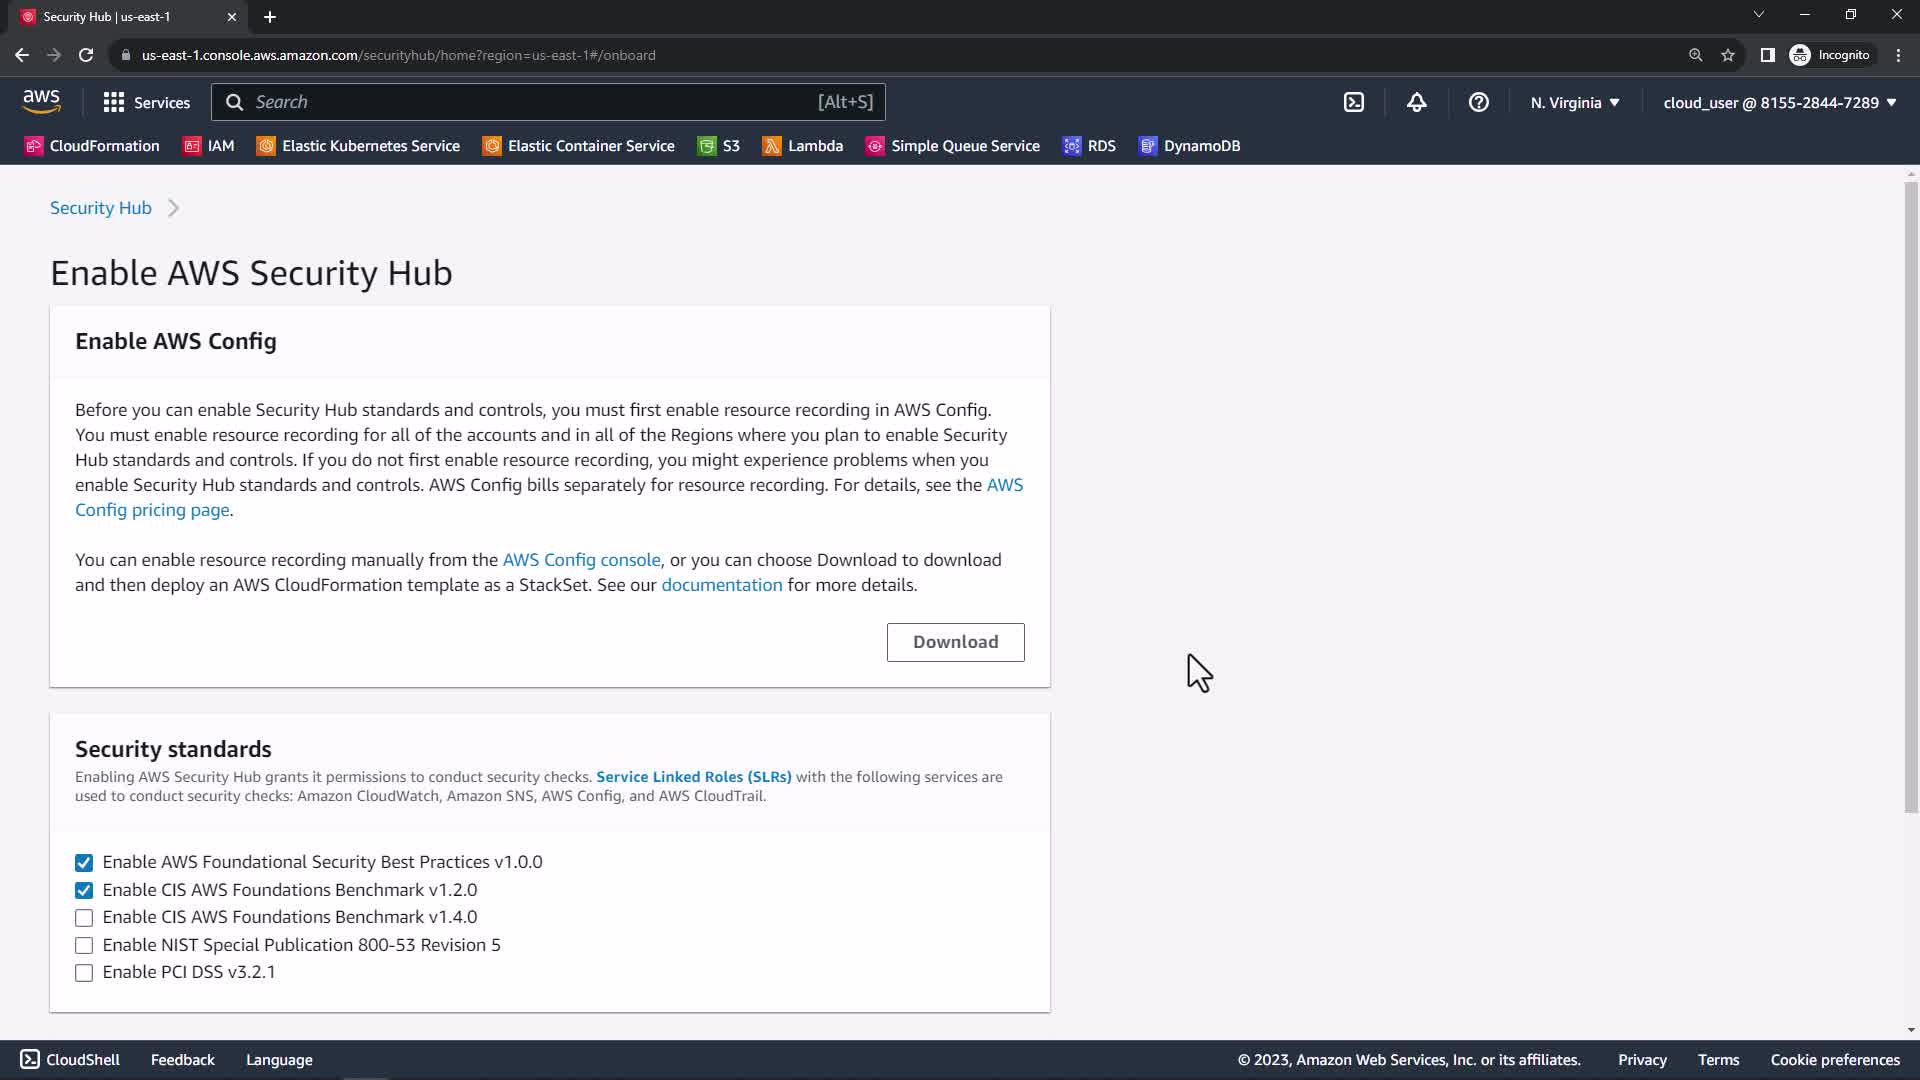 Security Hub | us-east-1
us-east-1.console.aws.amazon.com/securityhub/home?region=us-east-1#/onboard
Incognito
aws
Services
Search
[Alt+S]
N. Virginia
cloud_user @ 8155-2844-7289
CloudFormation
IAM
Elastic Kubernetes Service
Elastic Container Service
S3
Lambda
Simple Queue Service
RDS
DynamoDB
Security Hub
Enable AWS Security Hub
Enable AWS Config
Before you can enable Security Hub standards and controls, you must first enable resource recording in AWS Config.
You must enable resource recording for all of the accounts and in all of the Regions where you plan to enable Security
Hub standards and controls. If you do not first enable resource recording, you might experience problems when you
enable Security Hub standards and controls. AWS Config bills separately for resource recording. For details, see the AWS
Config pricing page.
You can enable resource recording manually from the AWS Config console, or you can choose Download to download
and then deploy an AWS CloudFormation template as a StackSet. See our documentation for more details.
Download
Security standards
Enabling AWS Security Hub grants it permissions to conduct security checks. Service Linked Roles (SLRs) with the following services are
used to conduct security checks: Amazon CloudWatch, Amazon SNS, AWS Config, and AWS CloudTrail.
Enable AWS Foundational Security Best Practices v1.0.0
Enable CIS AWS Foundations Benchmark v1.2.0
Enable CIS AWS Foundations Benchmark v1.4.0
Enable NIST Special Publication 800-53 Revision 5
Enable PCI DSS v3.2.1
CloudShell
Feedback
Language
© 2023, Amazon Web Services, Inc. or its affiliates.
Privacy
Terms
Cookie preferences